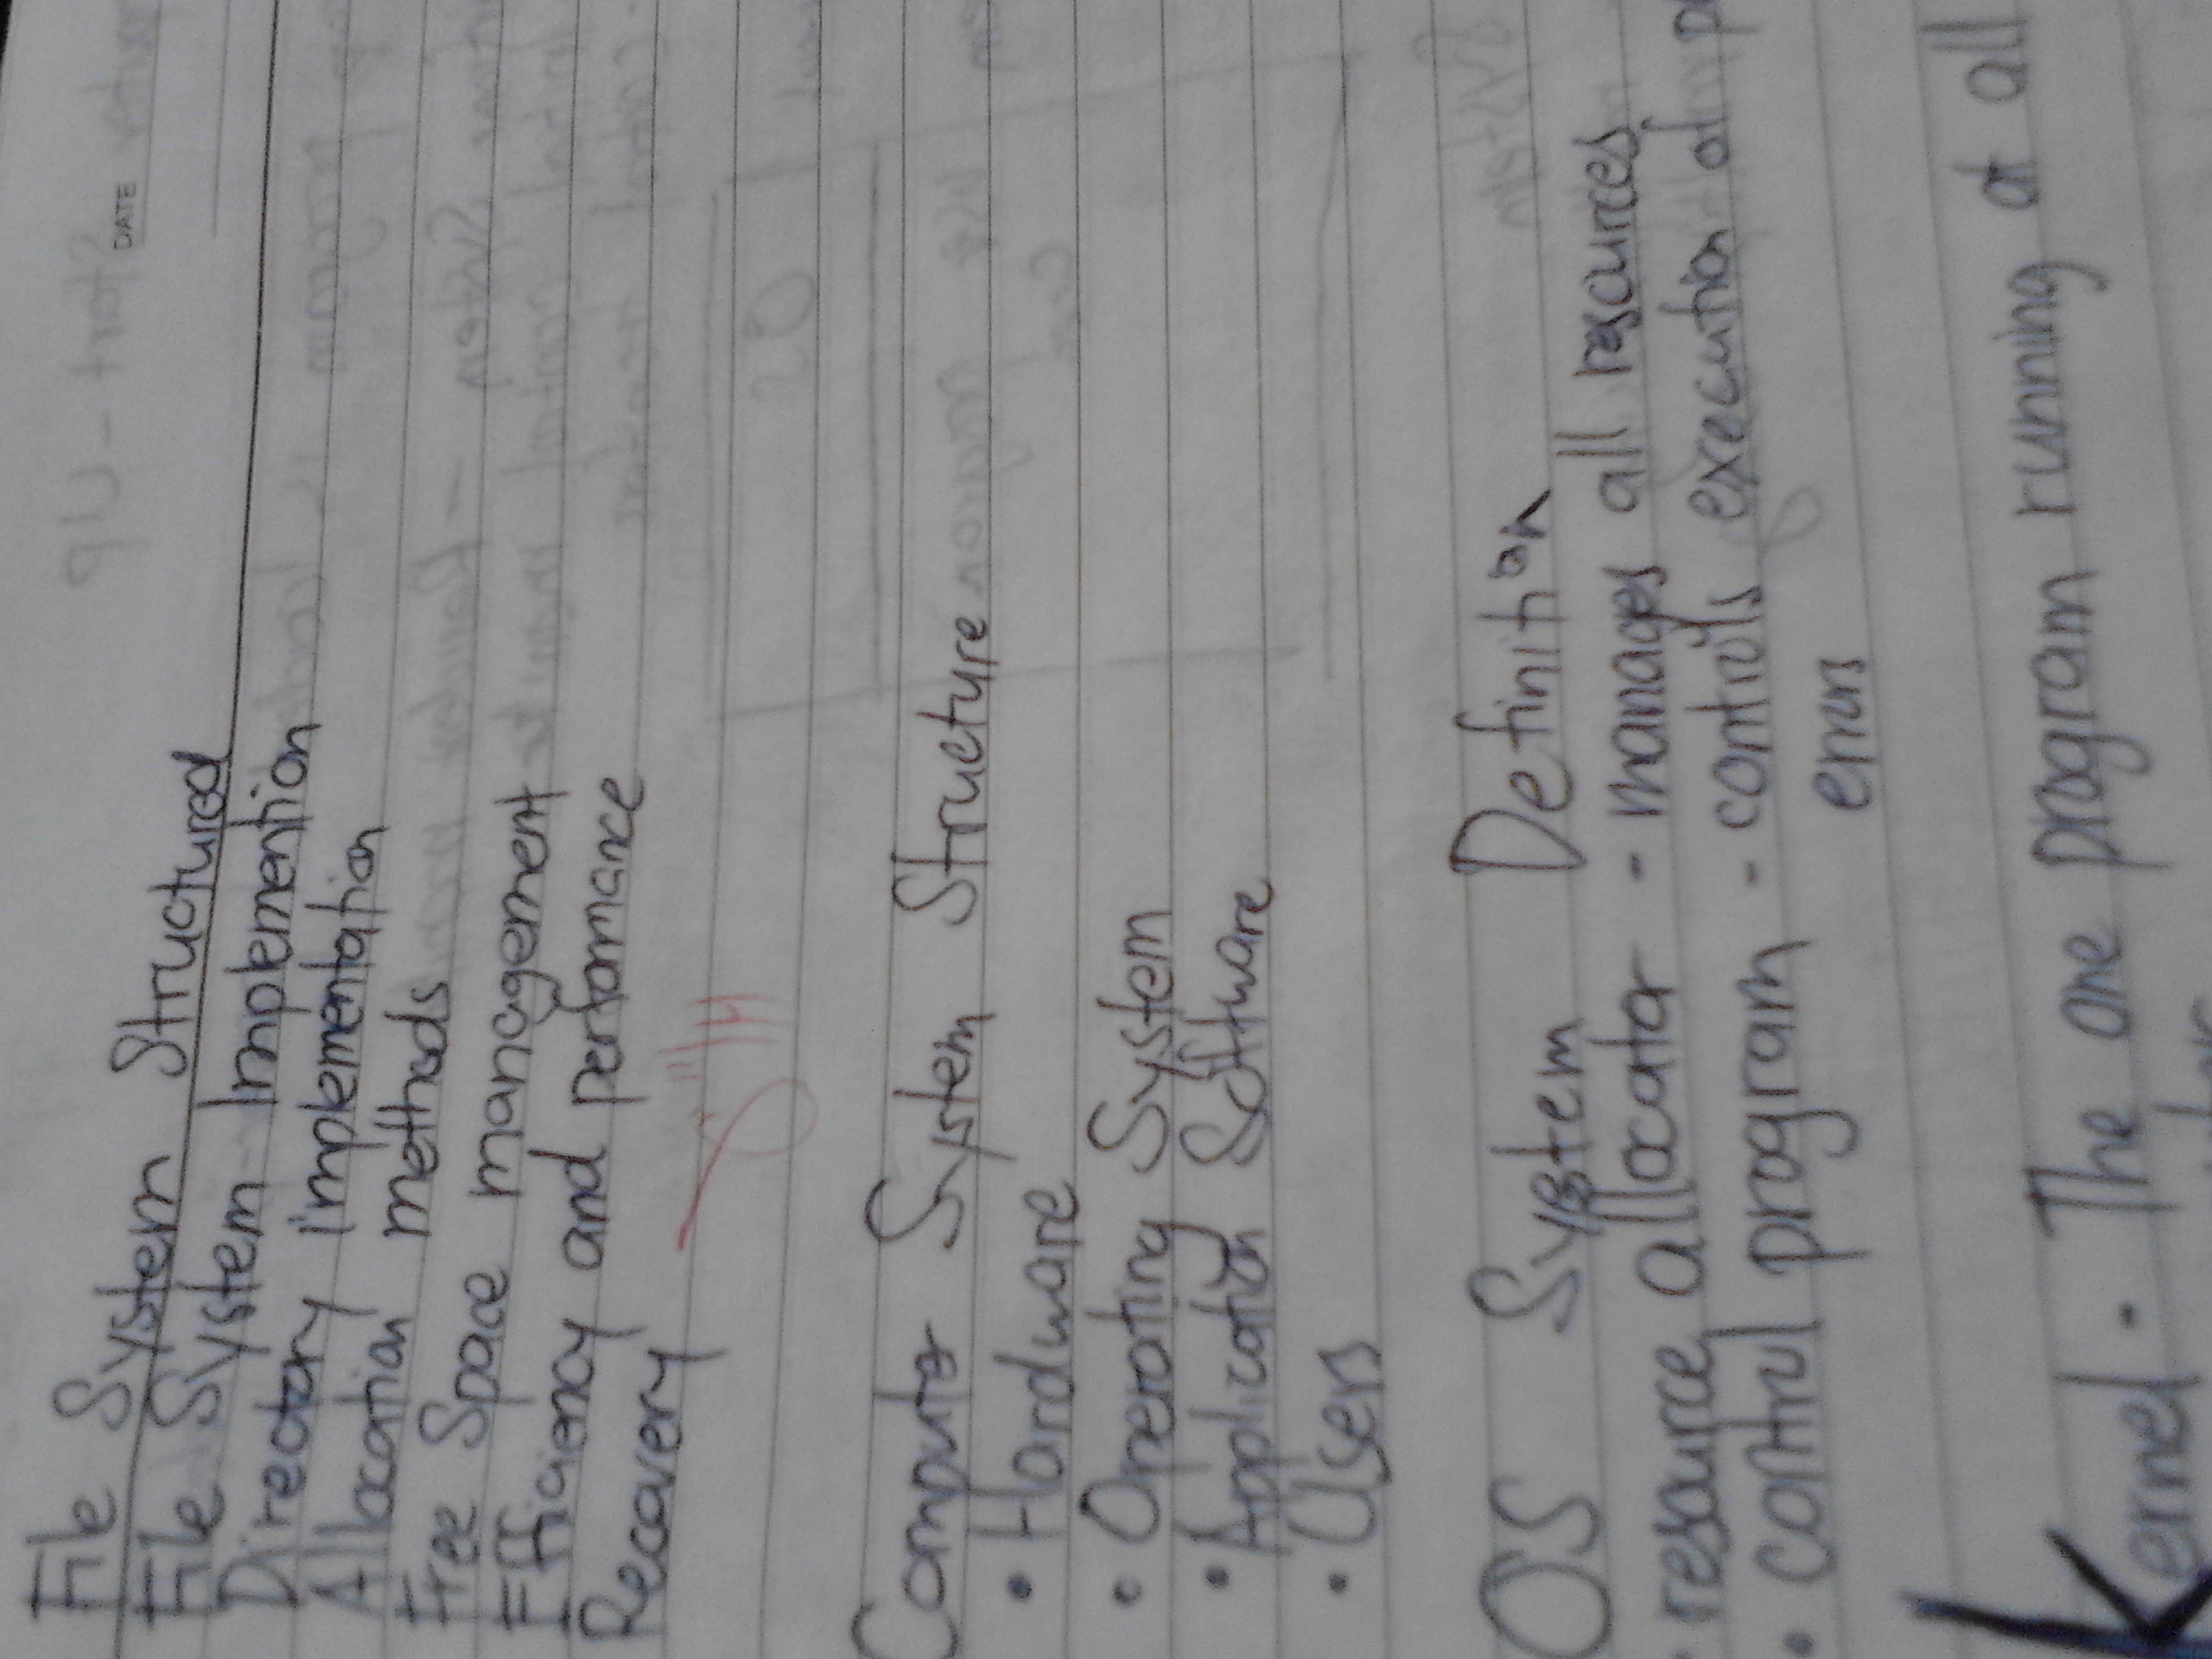 DATE
File System Structured
File System Implemention
Directory implementation
Allocation methods
Free Space management
Efficiency and performance
Recovery
Computer System Structure
• Hardware
• Operating System
• Application Software
• Users
OS System Definition
• resource allocator - manages all resources
• control program - controls execution of
errors
Kernel - The one program running at all